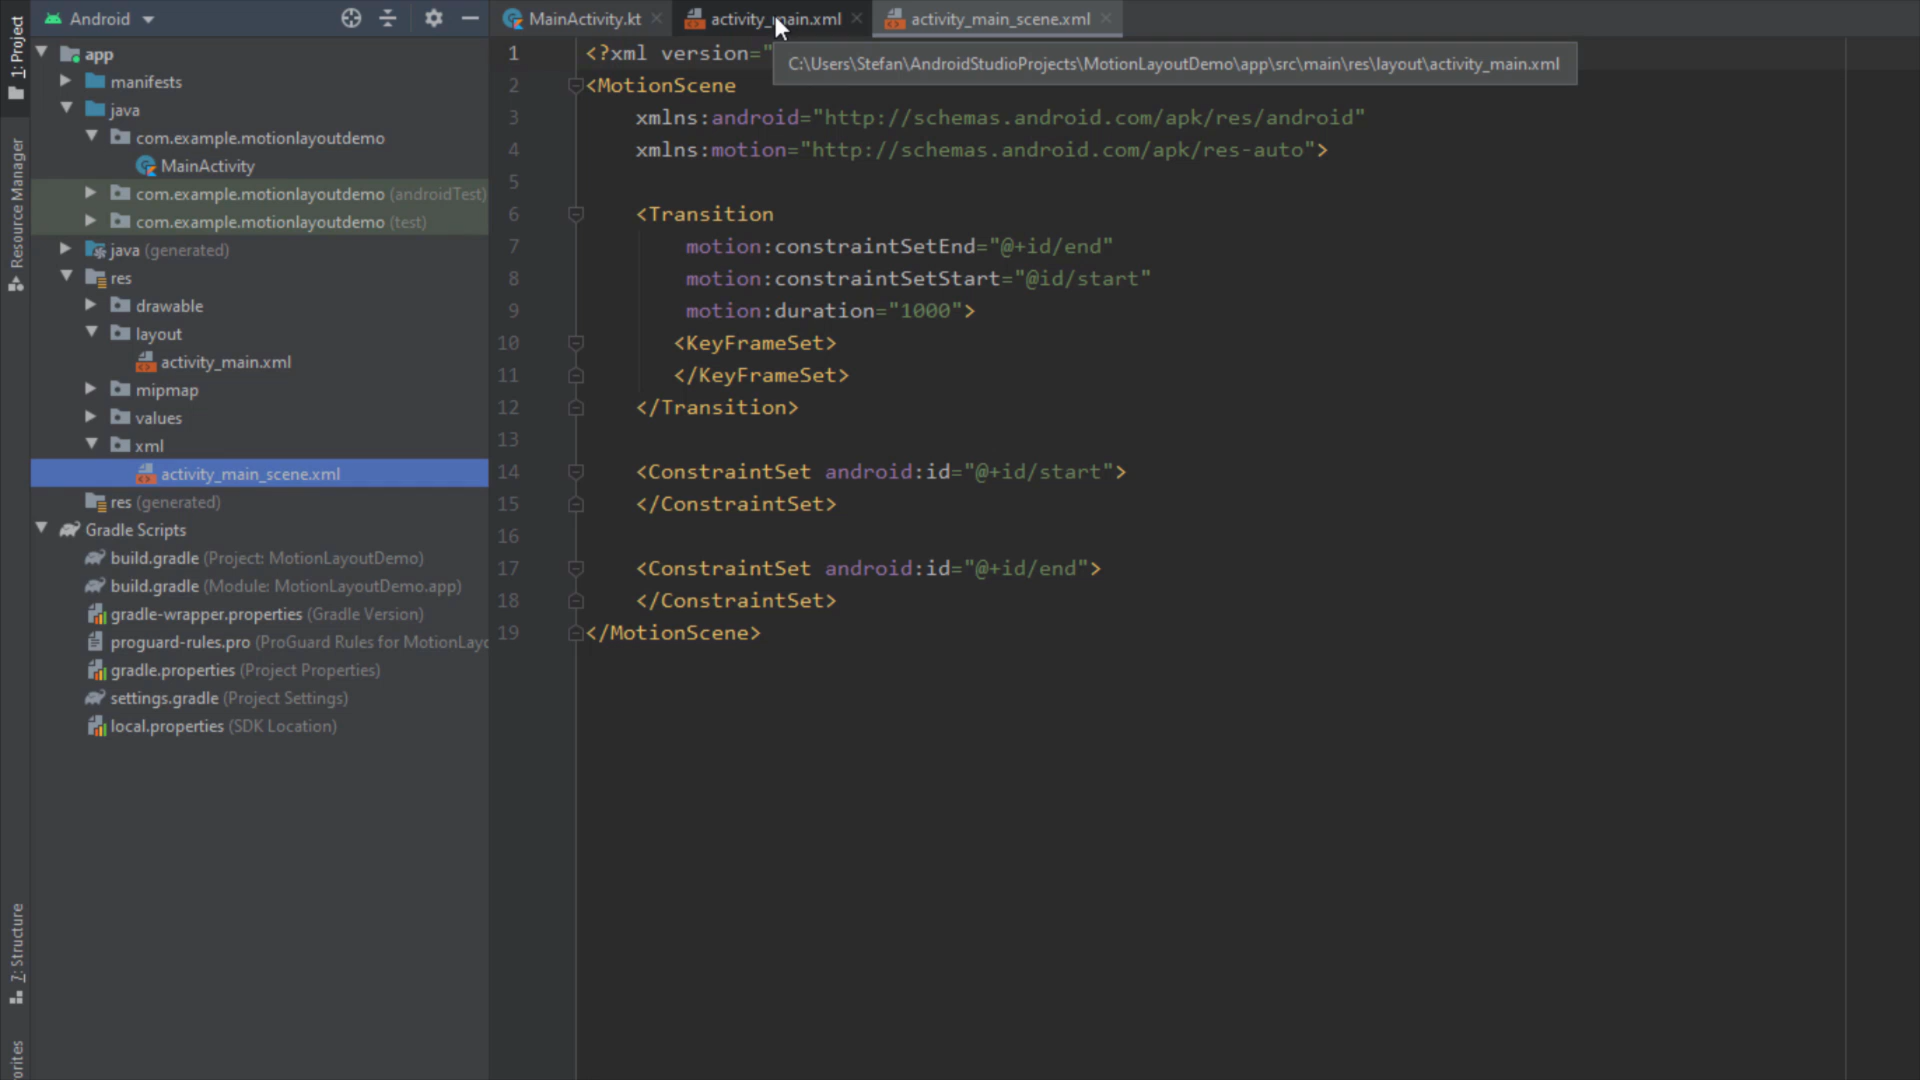 Android
MainActivity.kt
activity_main.xml
activity_main_scene.xml
1: Project
Resource Manager
7: Structure
C:\Users\Stefan\AndroidStudioProjects\MotionLayoutDemo\app\src\main\res\layout\activity_main.xml
app
manifests
java
com.example.motionlayoutdemo
MainActivity
com.example.motionlayoutdemo (androidTest)
com.example.motionlayoutdemo (test)
java (generated)
res
drawable
layout
activity_main.xml
mipmap
values
xml
activity_main_scene.xml
res (generated)
Gradle Scripts
build.gradle (Project: MotionLayoutDemo)
build.gradle (Module: MotionLayoutDemo.app)
gradle-wrapper.properties (Gradle Version)
proguard-rules.pro (ProGuard Rules for MotionLayo
gradle.properties (Project Properties)
settings.gradle (Project Settings)
local.properties (SDK Location)
1 <?xml version="
2 <MotionScene
3 xmlns:android="http://schemas.android.com/apk/res/android"
4 xmlns:motion="http://schemas.android.com/apk/res-auto">
5
6 <Transition
7 motion:constraintSetEnd="@+id/end"
8 motion:constraintSetStart="@id/start"
9 motion:duration="1000">
10 <KeyFrameSet>
11 </KeyFrameSet>
12 </Transition>
13
14 <ConstraintSet android:id="@+id/start">
15 </ConstraintSet>
16
17 <ConstraintSet android:id="@+id/end">
18 </ConstraintSet>
19 </MotionScene>